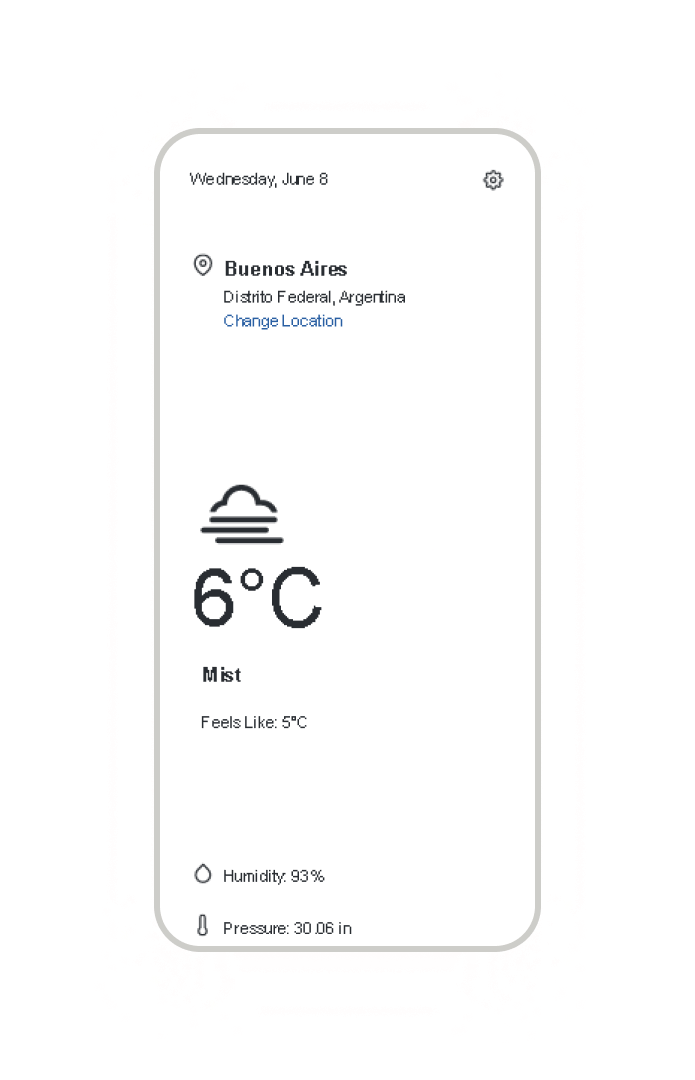 Wednesday, June 8
Buenos Aires
Distrito Federal, Argentina
Change Location
6°C
Mist
Feels Like: 5°C
Humidity: 93%
Pressure: 30.06 in